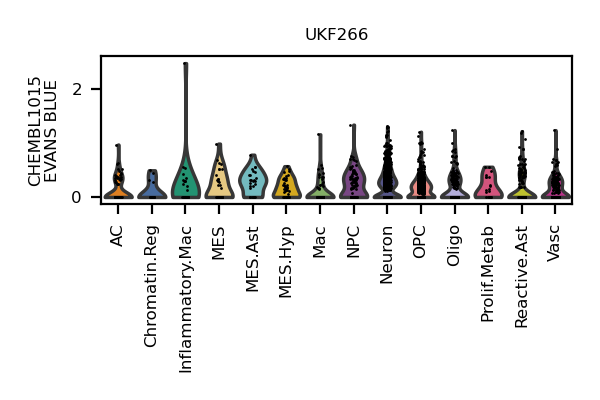 UKF266
CHEMBL1015
EVANS BLUE
2
0
AC
Chromatin.Reg
Inflammatory.Mac
MES
MES.Ast
MES.Hyp
Mac
NPC
Neuron
OPC
Oligo
Prolif.Metab
Reactive.Ast
Vasc